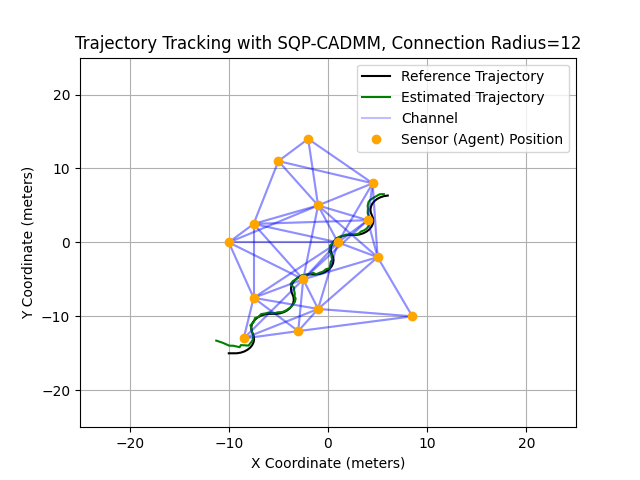 Trajectory Tracking with SQP-CADMM, Connection Radius=12
Reference Trajectory
Estimated Trajectory
Channel
Sensor (Agent) Position
Y Coordinate (meters)
20
10
0
−10
−20
−20
−10
0
10
20
X Coordinate (meters)